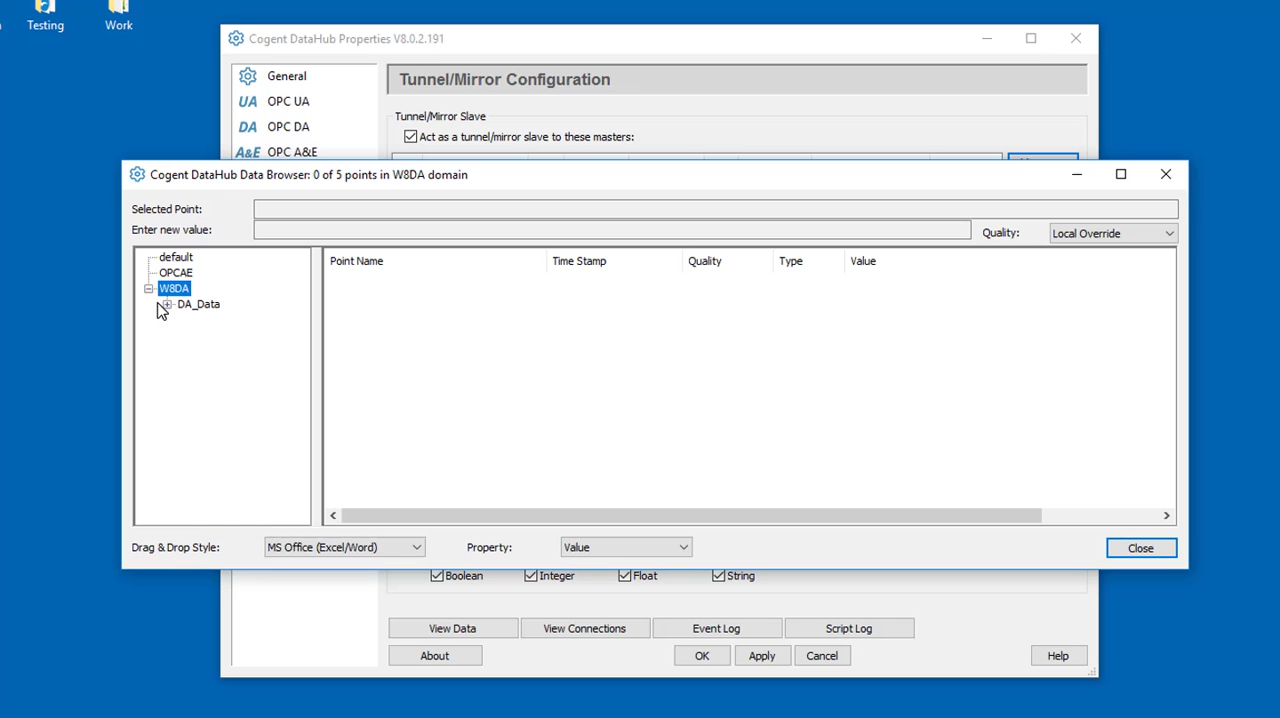 Testing
Work
Cogent DataHub Properties V8.0.2.191
General
UA OPC UA
DA OPC DA
A&E OPC A&E
Tunnel/Mirror Configuration
Tunnel/Mirror Slave
Act as a tunnel/mirror slave to these masters:
Cogent DataHub Data Browser: 0 of 5 points in W8DA domain
Selected Point:
Enter new value:
Quality:
Local Override
default
OPCAE
W8DA
DA_Data
Point Name
Time Stamp
Quality
Type
Value
Drag & Drop Style:
MS Office (Excel/Word)
Property:
Value
Close
Boolean
Integer
Float
String
View Data
View Connections
Event Log
Script Log
About
OK
Apply
Cancel
Help